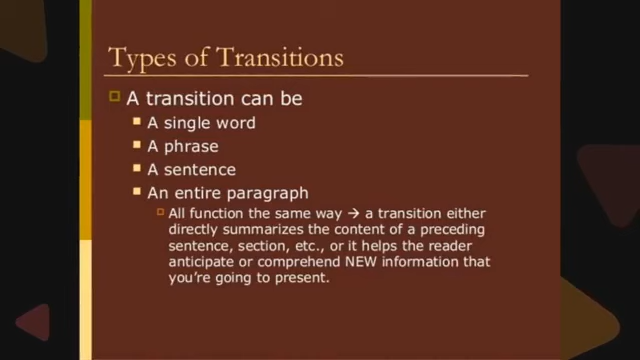 Types of Transitions
A transition can be
A single word
A phrase
A sentence
An entire paragraph
All function the same way → a transition either
directly summarizes the content of a preceding
sentence, section, etc., or it helps the reader
anticipate or comprehend NEW information that
you’re going to present.